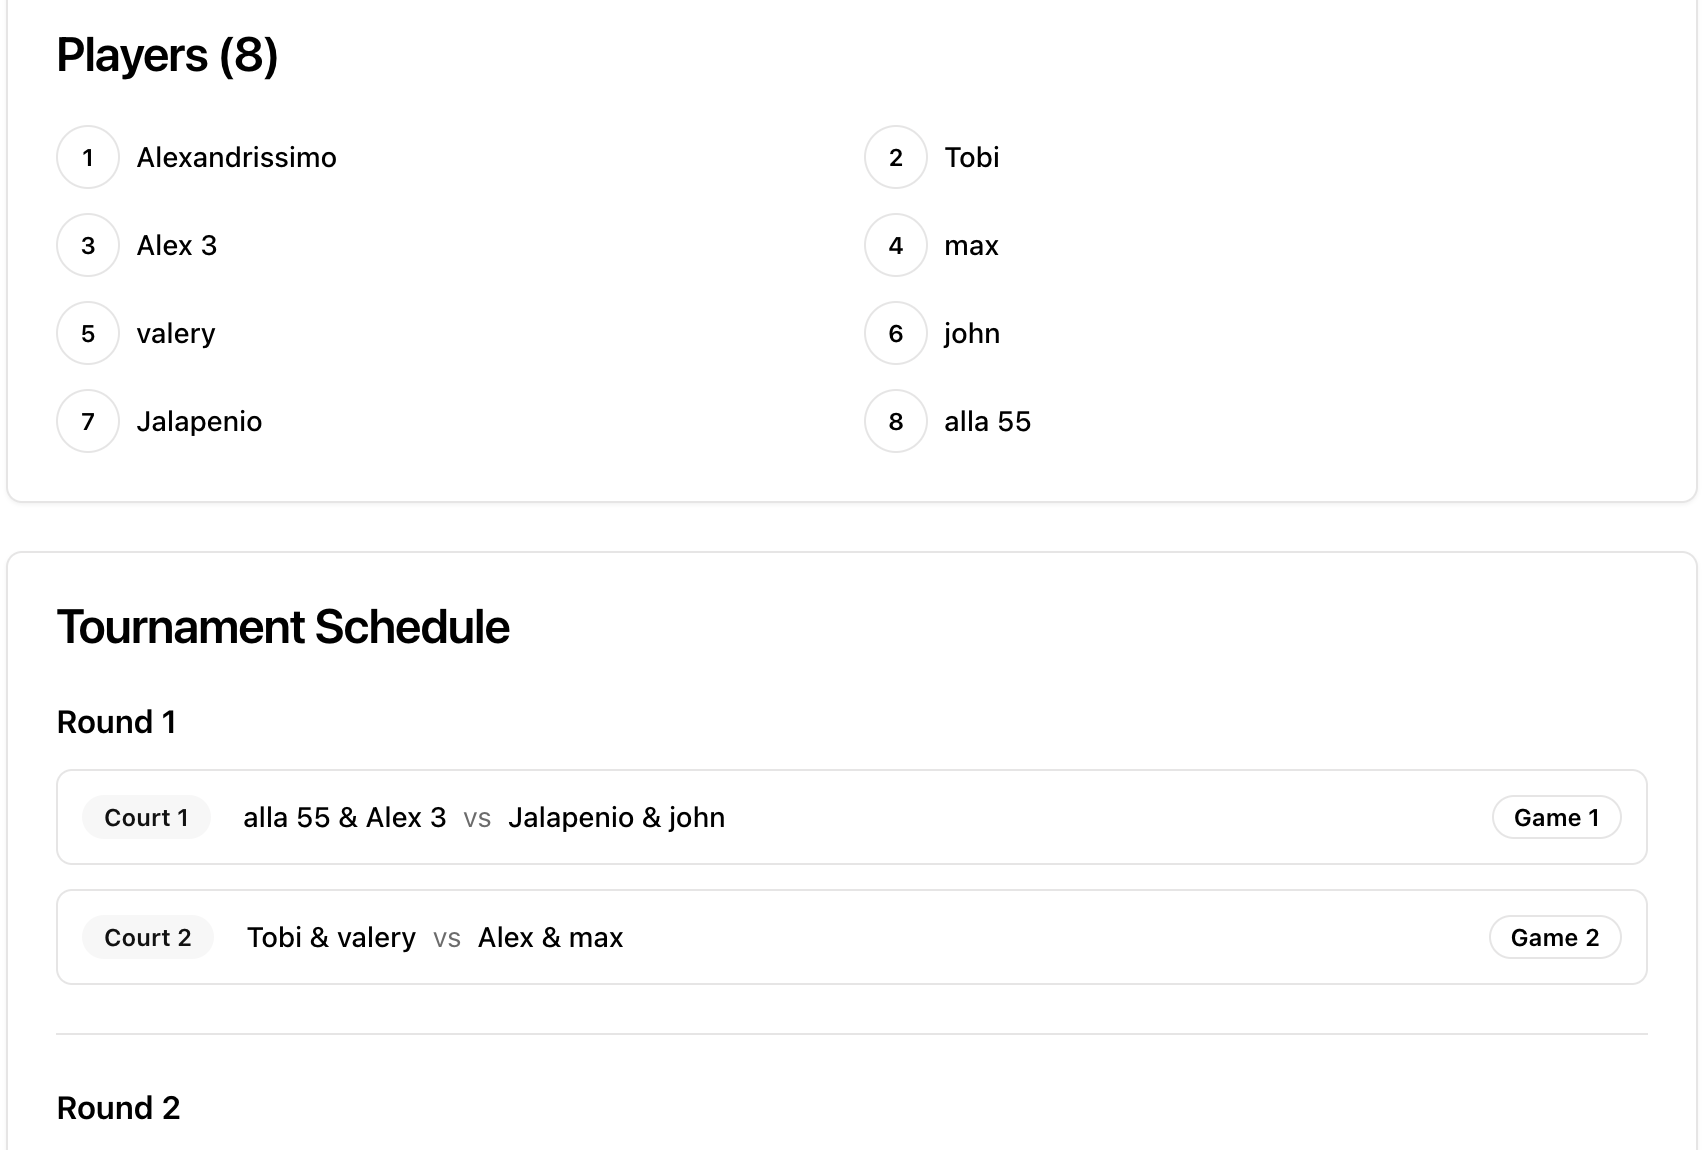 Players (8)
1 Alexandrissimo
2 Tobi
3 Alex 3
4 max
5 valery
6 john
7 Jalapenio
8 alla 55
Tournament Schedule
Round 1
Court 1 alla 55 & Alex 3 vs Jalapenio & john Game 1
Court 2 Tobi & valery vs Alex & max Game 2
Round 2